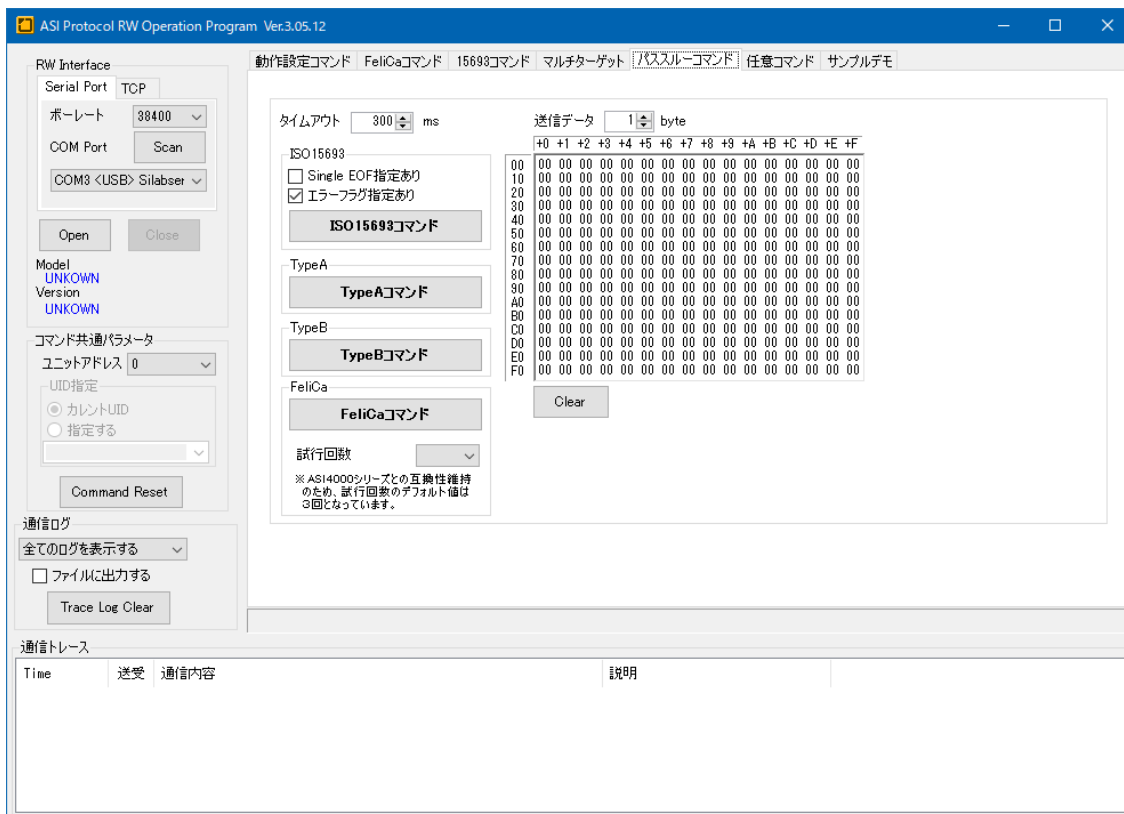 ASI Protocol RW Operation Program Ver.3.05.12
RW Interface
Serial Port TCP
ボーレート 38400
COM Port Scan
COM3 <USB> Silabser
Open Close
Model
UNKOWN
Version
UNKOWN
コマンド共通パラメータ
ユニットアドレス 0
UID指定
カレントUID
指定する
Command Reset
通信ログ
全てのログを表示する
ファイルに出力する
Trace Log Clear
動作設定コマンド FeliCaコマンド 15693コマンド マルチターゲット パススルーコマンド 任意コマンド サンプルデモ
タイムアウト 300 ms
ISO15693
Single EOF指定あり
エラーフラグ指定あり
ISO15693コマンド
TypeA
TypeAコマンド
TypeB
TypeBコマンド
FeliCa
FeliCaコマンド
試行回数
※ASI4000シリーズとの互換性維持
のため、試行回数のデフォルト値は
3回となっています。
送信データ 1 byte
+0 +1 +2 +3 +4 +5 +6 +7 +8 +9 +A +B +C +D +E +F
00 00 00 00 00 00 00 00 00 00 00 00 00 00 00 00 00
10 00 00 00 00 00 00 00 00 00 00 00 00 00 00 00 00
20 00 00 00 00 00 00 00 00 00 00 00 00 00 00 00 00
30 00 00 00 00 00 00 00 00 00 00 00 00 00 00 00 00
40 00 00 00 00 00 00 00 00 00 00 00 00 00 00 00 00
50 00 00 00 00 00 00 00 00 00 00 00 00 00 00 00 00
60 00 00 00 00 00 00 00 00 00 00 00 00 00 00 00 00
70 00 00 00 00 00 00 00 00 00 00 00 00 00 00 00 00
80 00 00 00 00 00 00 00 00 00 00 00 00 00 00 00 00
90 00 00 00 00 00 00 00 00 00 00 00 00 00 00 00 00
A0 00 00 00 00 00 00 00 00 00 00 00 00 00 00 00 00
B0 00 00 00 00 00 00 00 00 00 00 00 00 00 00 00 00
C0 00 00 00 00 00 00 00 00 00 00 00 00 00 00 00 00
D0 00 00 00 00 00 00 00 00 00 00 00 00 00 00 00 00
E0 00 00 00 00 00 00 00 00 00 00 00 00 00 00 00 00
F0 00 00 00 00 00 00 00 00 00 00 00 00 00 00 00 00
Clear
通信トレース
Time 送受 通信内容 説明